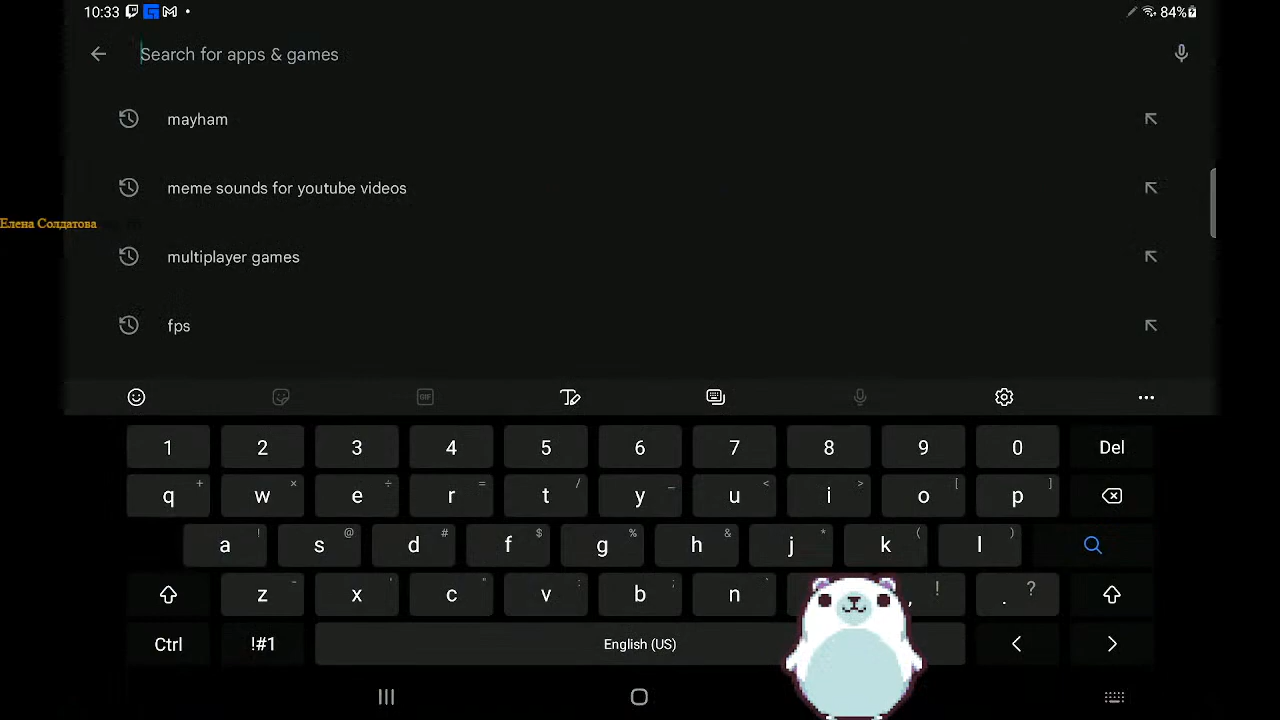 10:33
84%
Search for apps & games
mayham
meme sounds for youtube videos
Елена Солдатова
multiplayer games
fps
GIF
1 2 3 4 5 6 7 8 9 0 Del
q + w × e ÷ r = t / y _ u < i > o [ p ]
a ! s @ d # f $ g % h & j * k ( l )
z - x ' c " v : b ; n , ! . ?
Ctrl !#1 English (US) < >